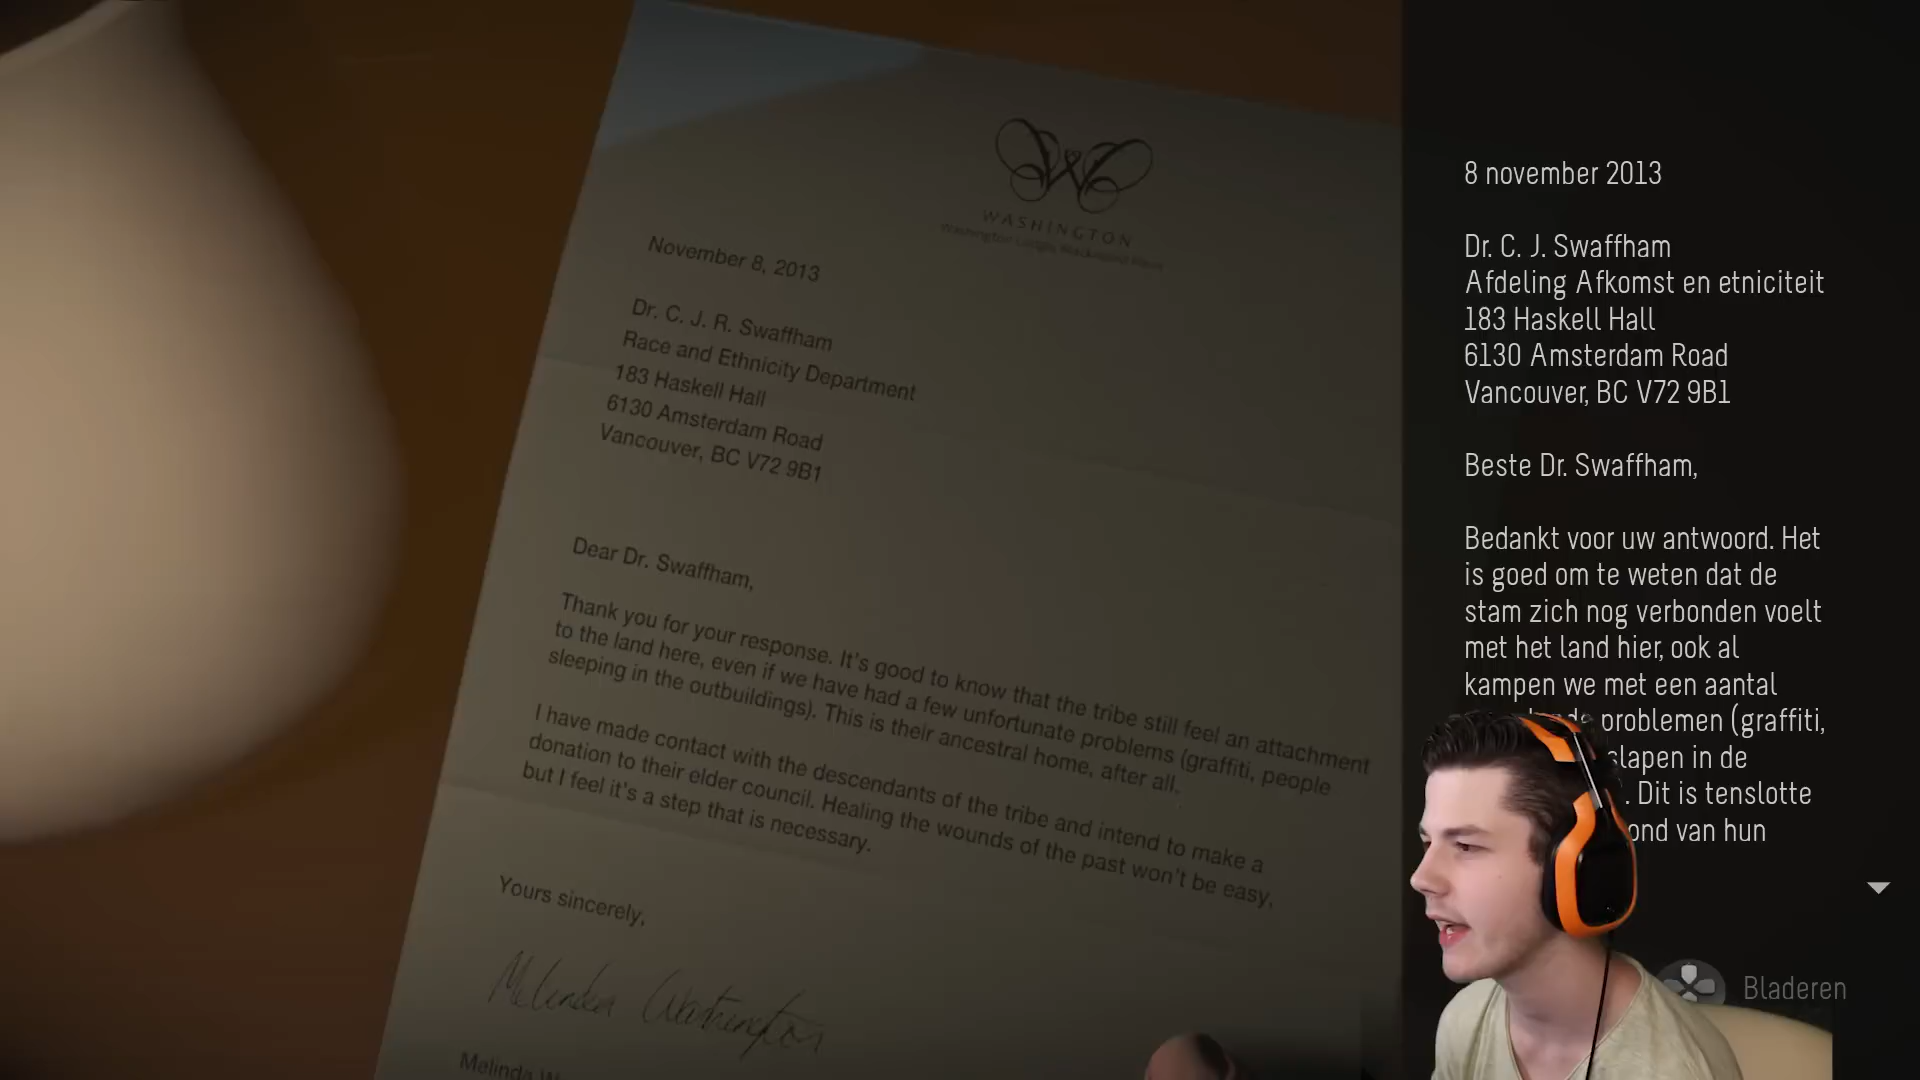 WASHINGTON
November 8, 2013
Dr. C. J. R. Swaffham
Race and Ethnicity Department
183 Haskell Hall
6130 Amsterdam Road
Vancouver, BC V72 9B1
Dear Dr. Swaffham,
Thank you for your response. It's good to know that the tribe still feel an attachment
to the land here, even if we have had a few unfortunate problems (graffiti, people
sleeping in the outbuildings). This is their ancestral home, after all.
I have made contact with the descendants of the tribe and intend to make a
donation to their elder council. Healing the wounds of the past won't be easy,
but I feel it's a step that is necessary.
Yours sincerely,
Melinda Washington
Melinda
8 november 2013
Dr. C. J. Swaffham
Afdeling Afkomst en etniciteit
183 Haskell Hall
6130 Amsterdam Road
Vancouver, BC V72 9B1
Beste Dr. Swaffham,
Bedankt voor uw antwoord. Het
is goed om te weten dat de
stam zich nog verbonden voelt
met het land hier, ook al
kampen we met een aantal
problemen (graffiti,
slapen in de
. Dit is tenslotte
ond van hun
Bladeren